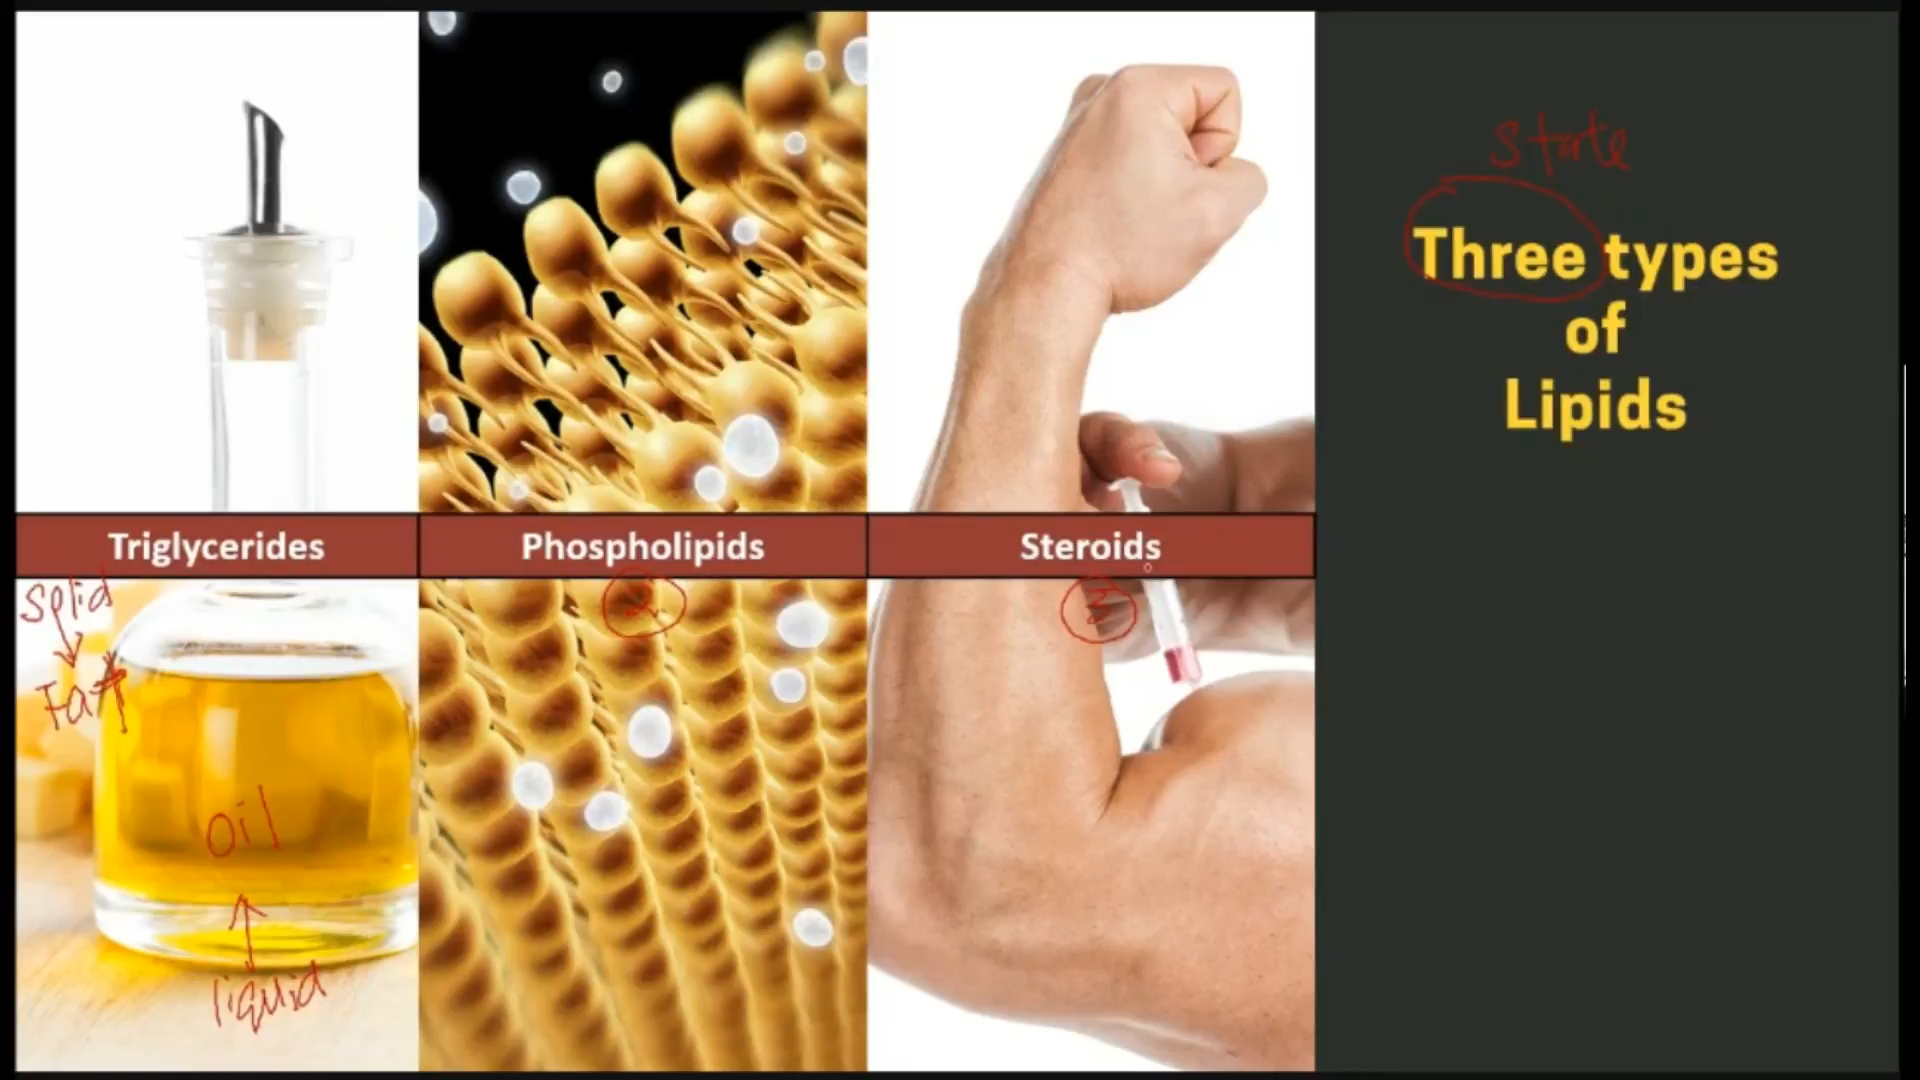 State
Three types
of
Lipids
Triglycerides
Phospholipids
Steroids
Solid
Fat
2
3
Oil
liquid